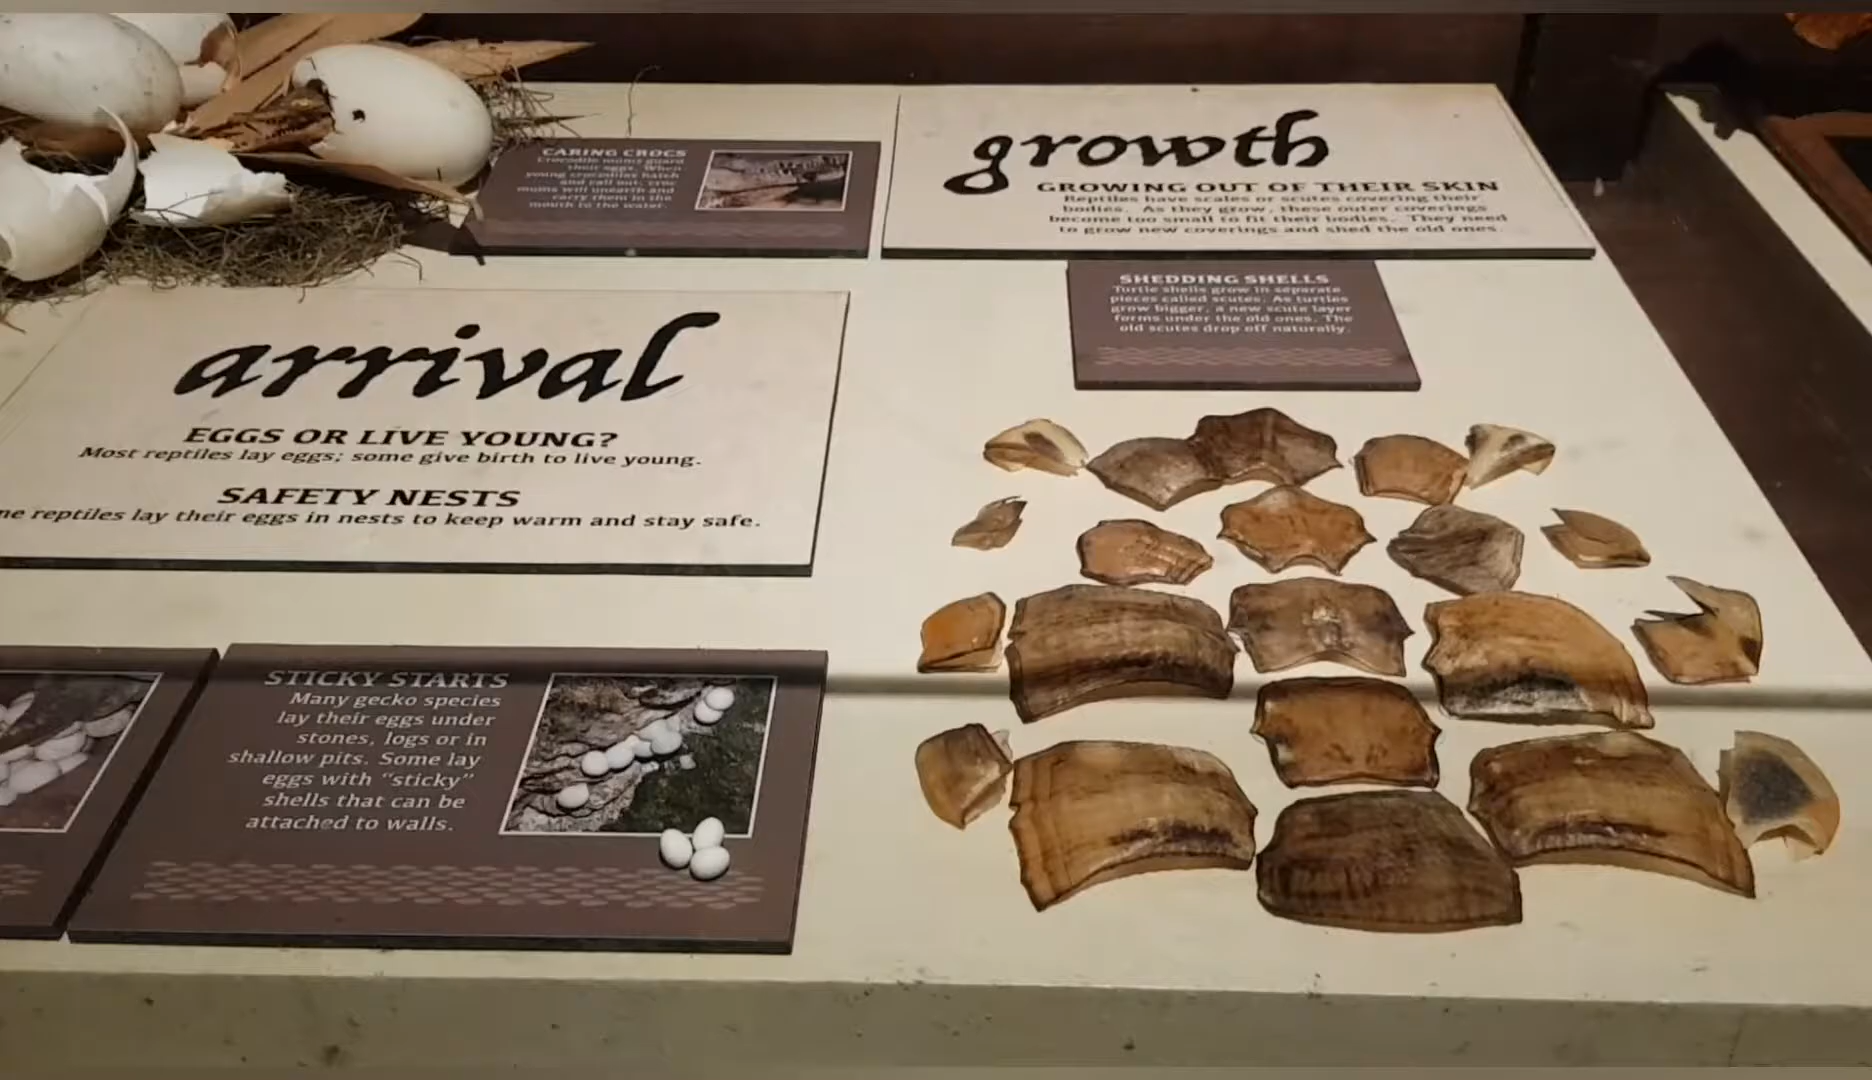 CARING CROCS
Crocodile mums guard
their eggs. When
young crocodiles hatch
and call out, croc
mums will unearth and
carry them in the
mouth to the water.
growth
GROWING OUT OF THEIR SKIN
Reptiles have scales or scutes covering their
bodies. As they grow, these outer coverings
become too small to fit their bodies. They need
to grow new coverings and shed the old ones.
SHEDDING SHELLS
Turtle shells grow in separate
pieces called scutes. As turtles
grow bigger, a new scute layer
forms under the old ones. The
old scutes drop off naturally.
arrival
EGGS OR LIVE YOUNG?
Most reptiles lay eggs; some give birth to live young.
SAFETY NESTS
reptiles lay their eggs in nests to keep warm and stay safe.
STICKY STARTS
Many gecko species
lay their eggs under
stones, logs or in
shallow pits. Some lay
eggs with "sticky"
shells that can be
attached to walls.